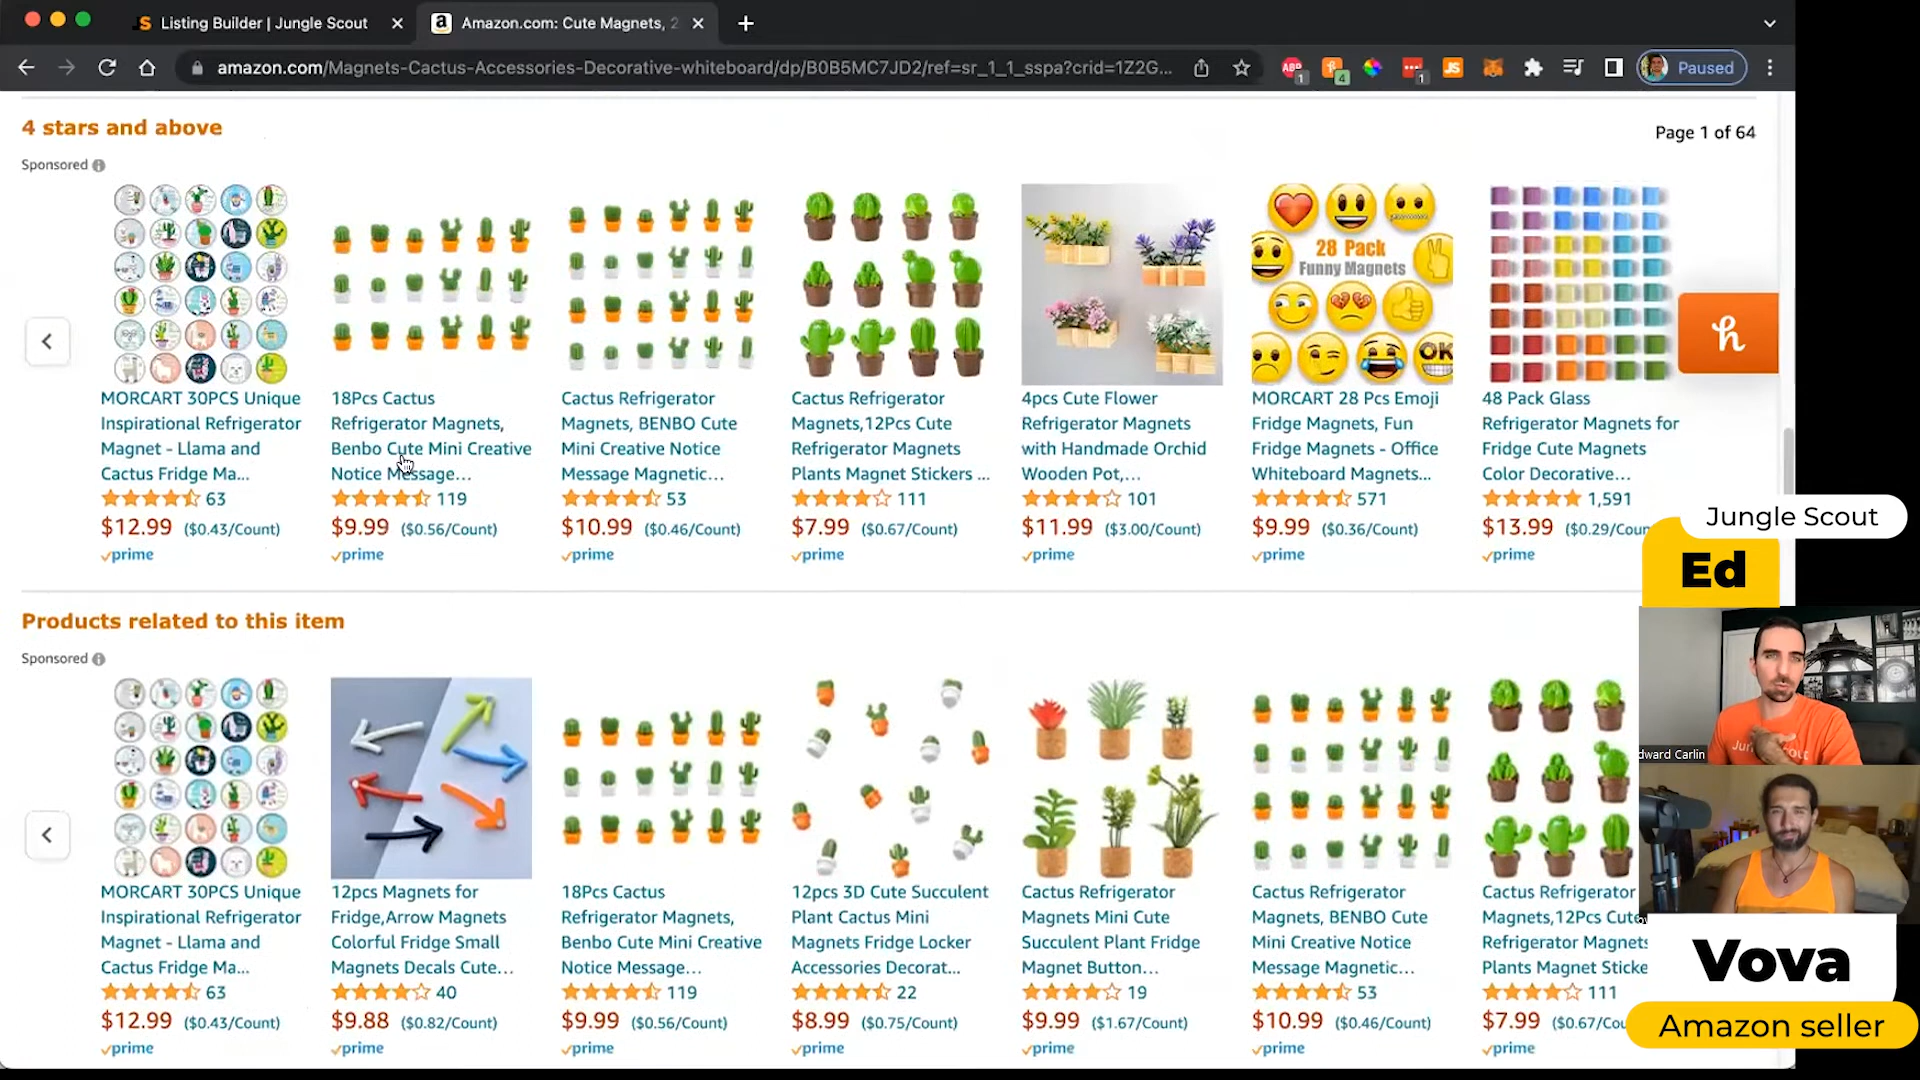 Listing Builder | Jungle Scout
Amazon.com: Cute Magnets, 2
amazon.com/Magnets-Cactus-Accessories-Decorative-whiteboard/dp/B0B5MC7JD2/ref=sr_1_1_sspa?crid=1Z2G...
ABP
1
4
1
JS
Paused
4 stars and above
Page 1 of 64
Sponsored
28 Pack
Funny Magnets
OK
MORCART 30PCS Unique
Inspirational Refrigerator
Magnet - Llama and
Cactus Fridge Ma...
63
$12.99 ($0.43/Count)
prime
18Pcs Cactus
Refrigerator Magnets,
Benbo Cute Mini Creative
Notice Message...
119
$9.99 ($0.56/Count)
prime
Cactus Refrigerator
Magnets, BENBO Cute
Mini Creative Notice
Message Magnetic...
53
$10.99 ($0.46/Count)
prime
Cactus Refrigerator
Magnets,12Pcs Cute
Refrigerator Magnets
Plants Magnet Stickers ...
111
$7.99 ($0.67/Count)
prime
4pcs Cute Flower
Refrigerator Magnets
with Handmade Orchid
Wooden Pot,...
101
$11.99 ($3.00/Count)
prime
MORCART 28 Pcs Emoji
Fridge Magnets, Fun
Fridge Magnets - Office
Whiteboard Magnets...
571
$9.99 ($0.36/Count)
prime
48 Pack Glass
Refrigerator Magnets for
Fridge Cute Magnets
Color Decorative...
1,591
$13.99 ($0.29/Coun
prime
Jungle Scout
Ed
dward Carlin
Products related to this item
Sponsored
MORCART 30PCS Unique
Inspirational Refrigerator
Magnet - Llama and
Cactus Fridge Ma...
63
$12.99 ($0.43/Count)
prime
12pcs Magnets for
Fridge,Arrow Magnets
Colorful Fridge Small
Magnets Decals Cute...
40
$9.88 ($0.82/Count)
prime
18Pcs Cactus
Refrigerator Magnets,
Benbo Cute Mini Creative
Notice Message...
119
$9.99 ($0.56/Count)
prime
12pcs 3D Cute Succulent
Plant Cactus Mini
Magnets Fridge Locker
Accessories Decorat...
22
$8.99 ($0.75/Count)
prime
Cactus Refrigerator
Magnets Mini Cute
Succulent Plant Fridge
Magnet Button...
19
$9.99 ($1.67/Count)
prime
Cactus Refrigerator
Magnets, BENBO Cute
Mini Creative Notice
Message Magnetic...
53
$10.99 ($0.46/Count)
prime
Cactus Refrigerator
Magnets,12Pcs Cute
Refrigerator Magnets
Plants Magnet Sticke
111
$7.99 ($0.67/Cou
prime
Vova
Amazon seller